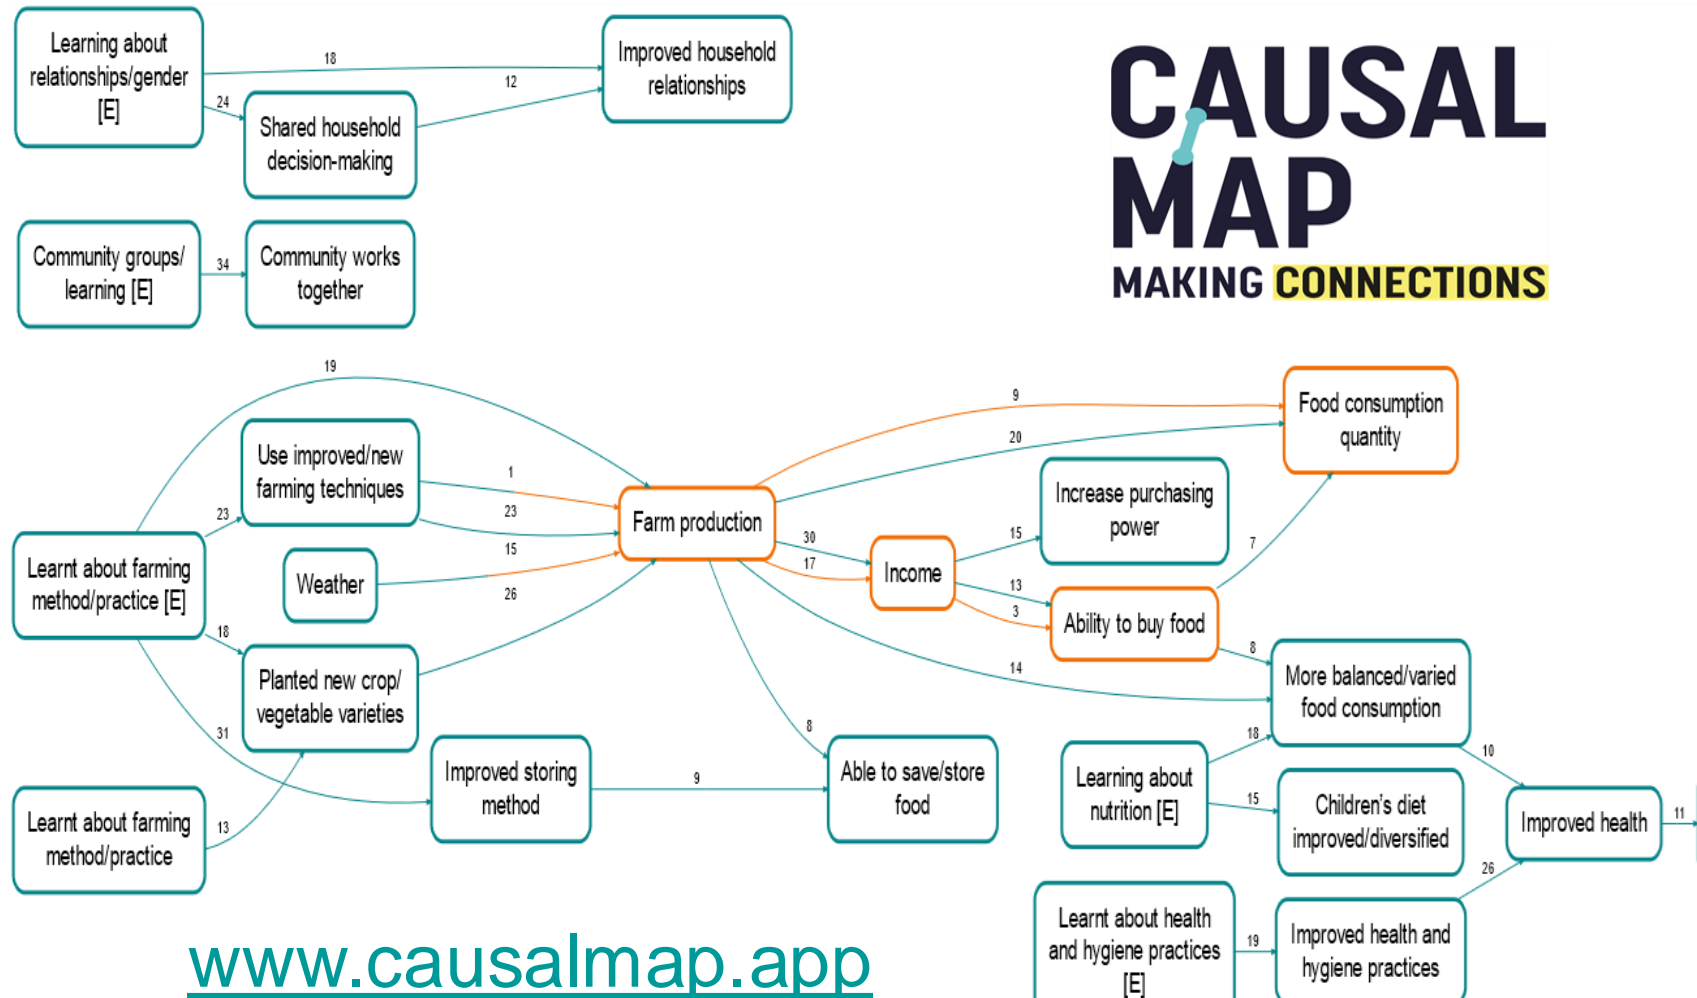 Learning about
relationships/gender
[E]
18
24
Shared household
decision-making
12
Improved household
relationships
CAUSAL
MAP
MAKING CONNECTIONS
Community groups/
learning [E]
34
Community works
together
19
Use improved/new
farming techniques
23
Learnt about farming
method/practice [E]
Weather
18
Planted new crop/
vegetable varieties
31
Learnt about farming
method/practice
13
1
23
15
26
Farm production
Improved storing
method
9
8
Able to save/store
food
9
20
30
17
Income
15
13
3
14
Increase purchasing
power
Ability to buy food
7
8
Food consumption
quantity
More balanced/varied
food consumption
Learning about
nutrition [E]
18
15
Children's diet
improved/diversified
10
Improved health
11
26
Learnt about health
and hygiene practices
[E]
19
Improved health and
hygiene practices
www.causalmap.app